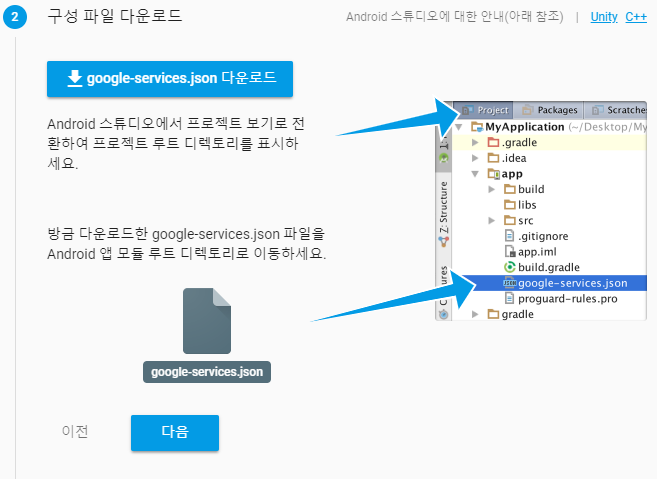 2 구성 파일 다운로드
Android 스튜디오에 대한 안내(아래 참조) | Unity C++
google-services.json 다운로드
Android 스튜디오에서 프로젝트 보기로 전
환하여 프로젝트 루트 디렉토리를 표시하
세요.
방금 다운로드한 google-services.json 파일을
Android 앱 모듈 루트 디렉토리로 이동하세요.
google-services.json
이전
다음
Project Packages Scratches
MyApplication (~/Desktop/My
.gradle
.idea
app
build
libs
src
.gitignore
app.iml
build.gradle
google-services.json
proguard-rules.pro
gradle
Z: Structure